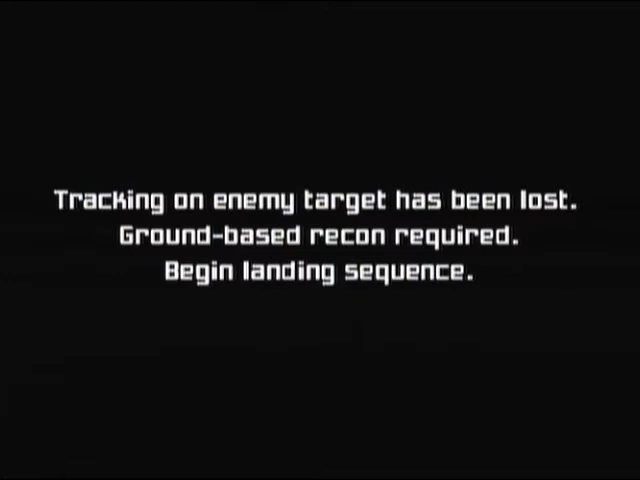 Tracking on enemy target has been lost.
Ground-based recon required.
Begin landing sequence.